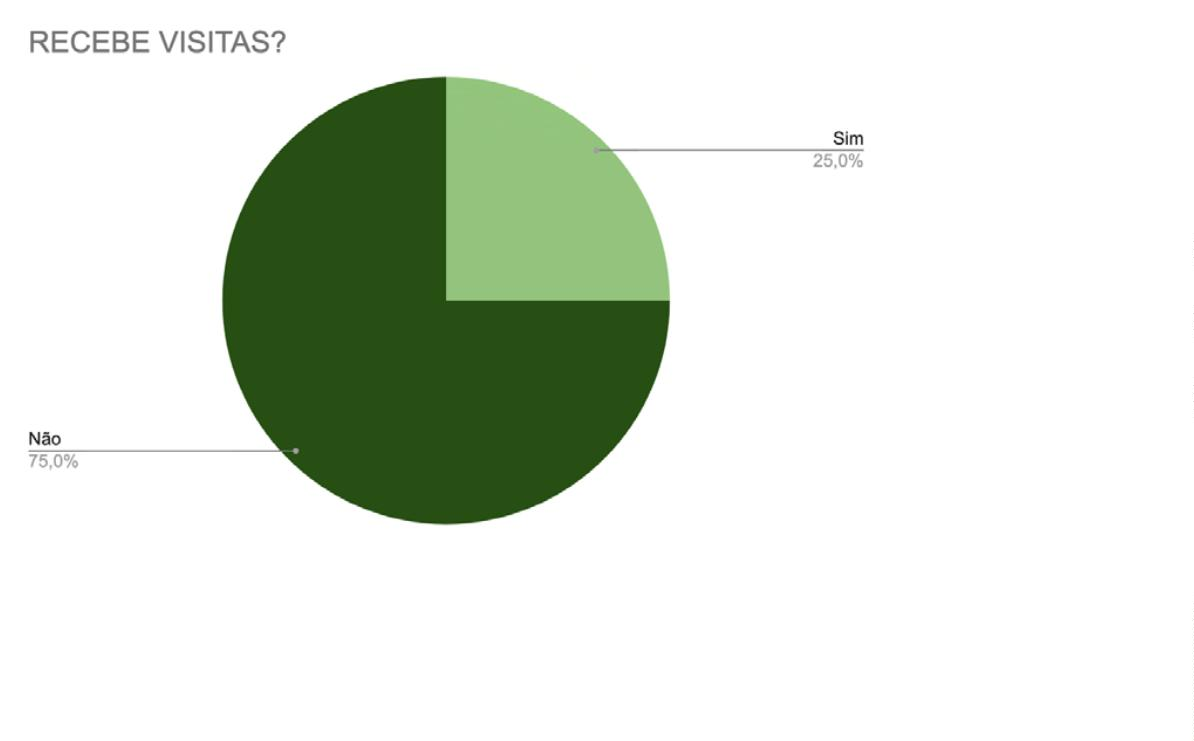 RECEBE VISITAS?
Sim
25,0%
Não
75,0%